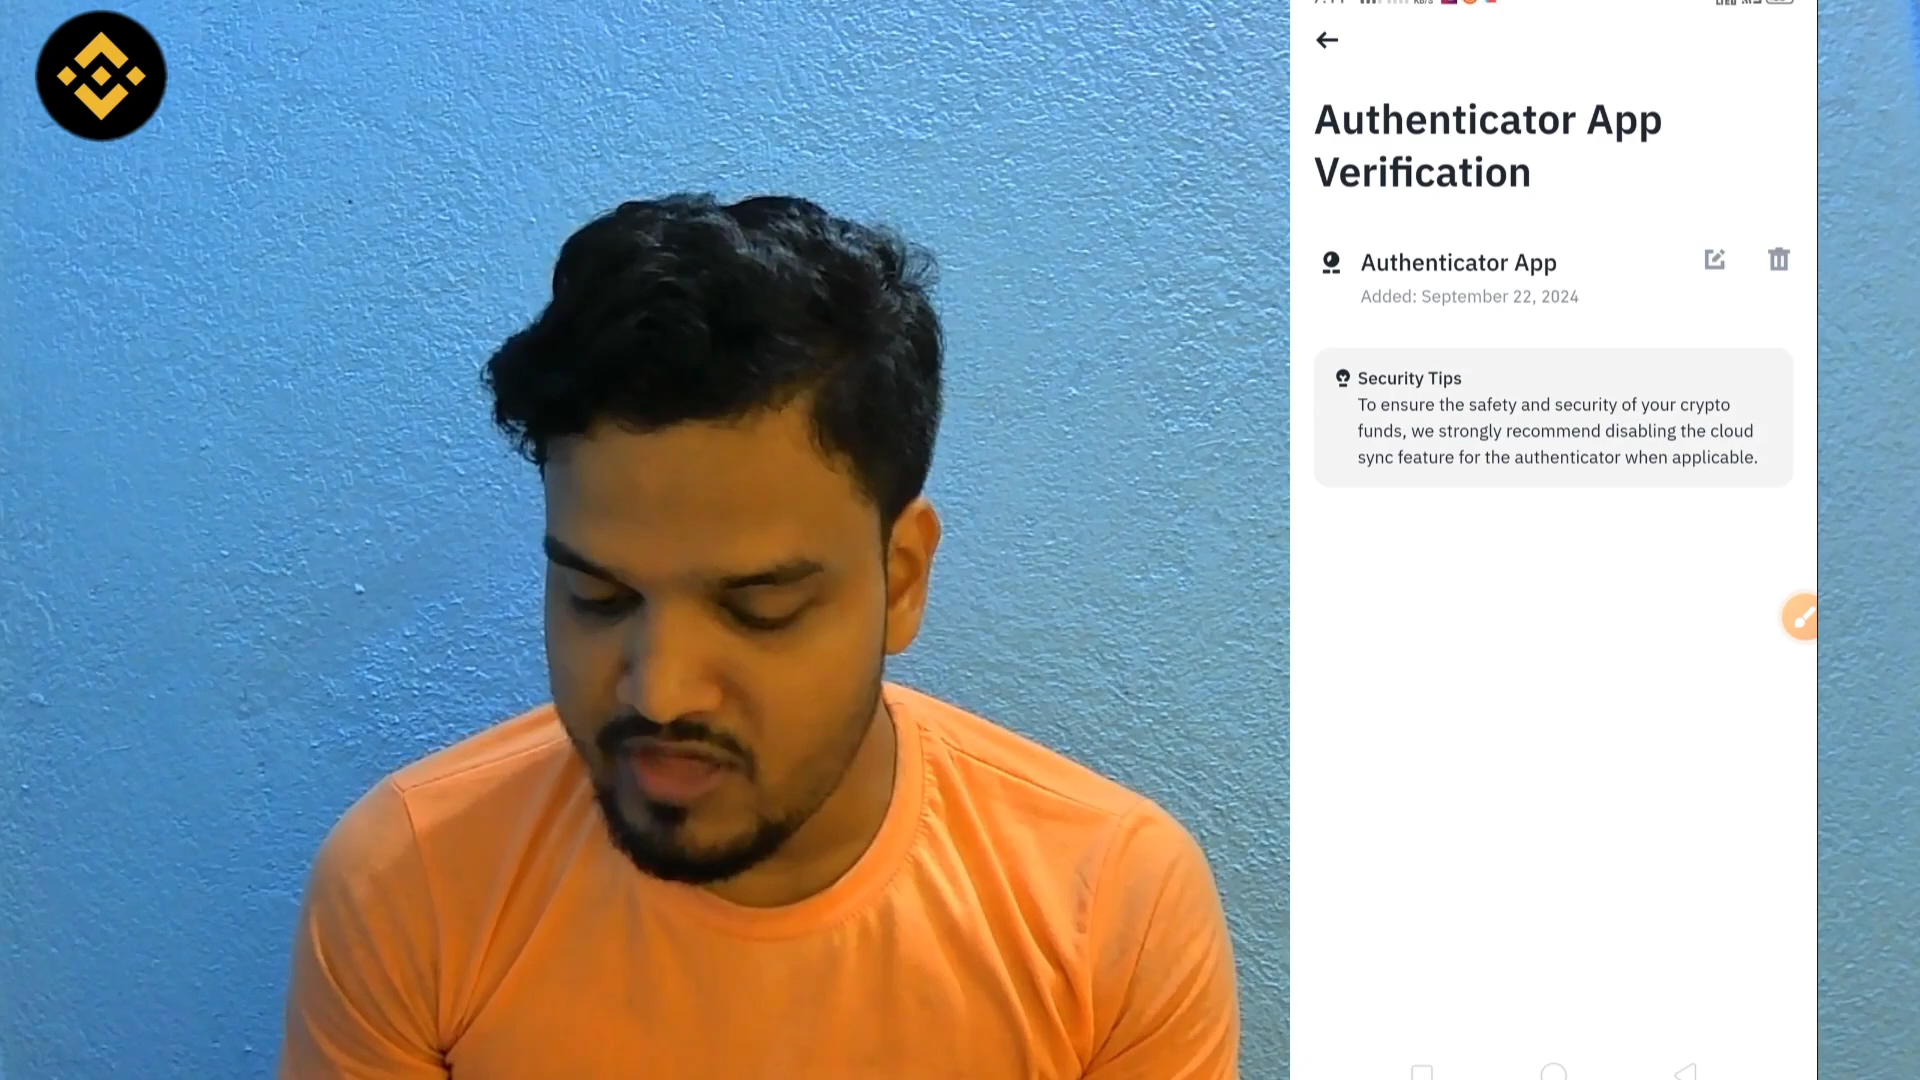 Authenticator App
Verification
Authenticator App
Added: September 22, 2024
Security Tips
To ensure the safety and security of your crypto
funds, we strongly recommend disabling the cloud
sync feature for the authenticator when applicable.